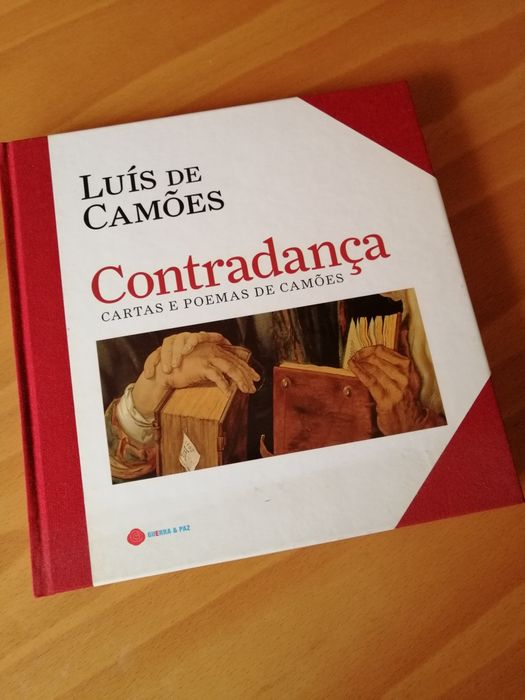 LUÍS DE
CAMÕES
Contradança
CARTAS E POEMAS DE CAMÕES
GUERRA & PAZ